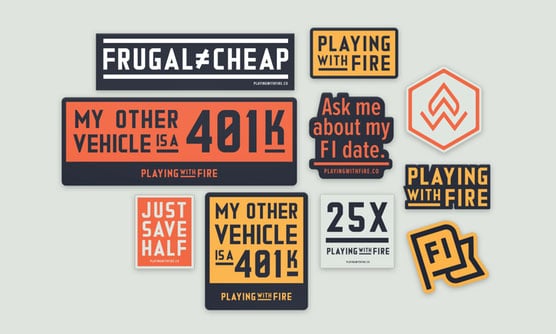 FRUGAL≠CHEAP
PLAYINGWITHFIRE.CO
PLAYING
WITH FIRE
MY OTHER
VEHICLE IS A 401K
PLAYING WITH FIRE
Ask me
about my
FI date.
PLAYINGWITHFIRE.CO
PLAYING
WITH FIRE
JUST
SAVE
HALF
PLAYINGWITHFIRE.CO
MY OTHER
VEHICLE
IS A 401K
PLAYING WITH FIRE
25X
PLAYING WITH FIRE
FI